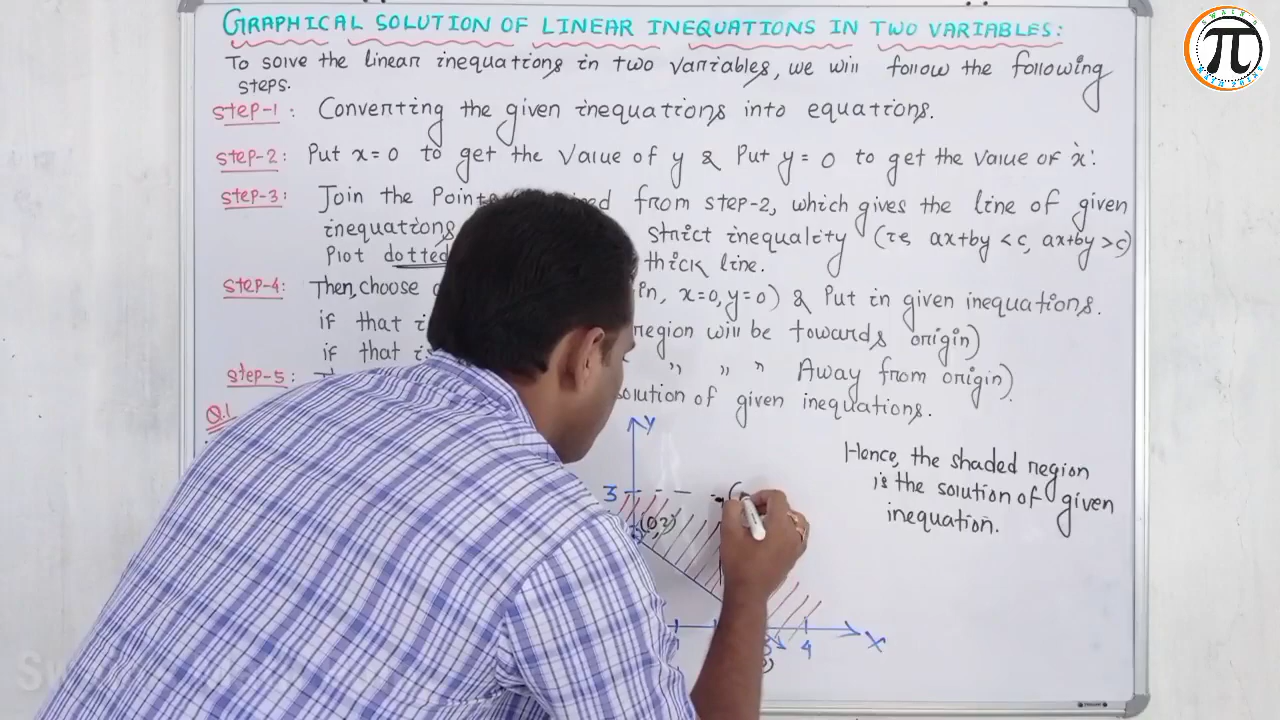 GRAPHICAL SOLUTION OF LINEAR INEQUATIONS IN TWO VARIABLES:
To solve the linear inequations in two variables, we will follow the following
steps.
Step-1: Converting the given inequations into equations.
Step-2: Put x=0 to get the value of y & Put y=0 to get the value of x.
Step-3: Join the Points from step-2, which gives the line of given
inequations strict inequality (ie, ax+by <c, ax+by >c)
Plot dotted thick line.
Step-4: Then, choose x=0, y=0) & Put in given inequations.
if that region will be towards origin)
if that " " " Away from origin)
Step-5: solution of given inequations.
Q.1
Y
3
(0,2)
4
X
Hence, the shaded region
is the solution of given
inequation.
π